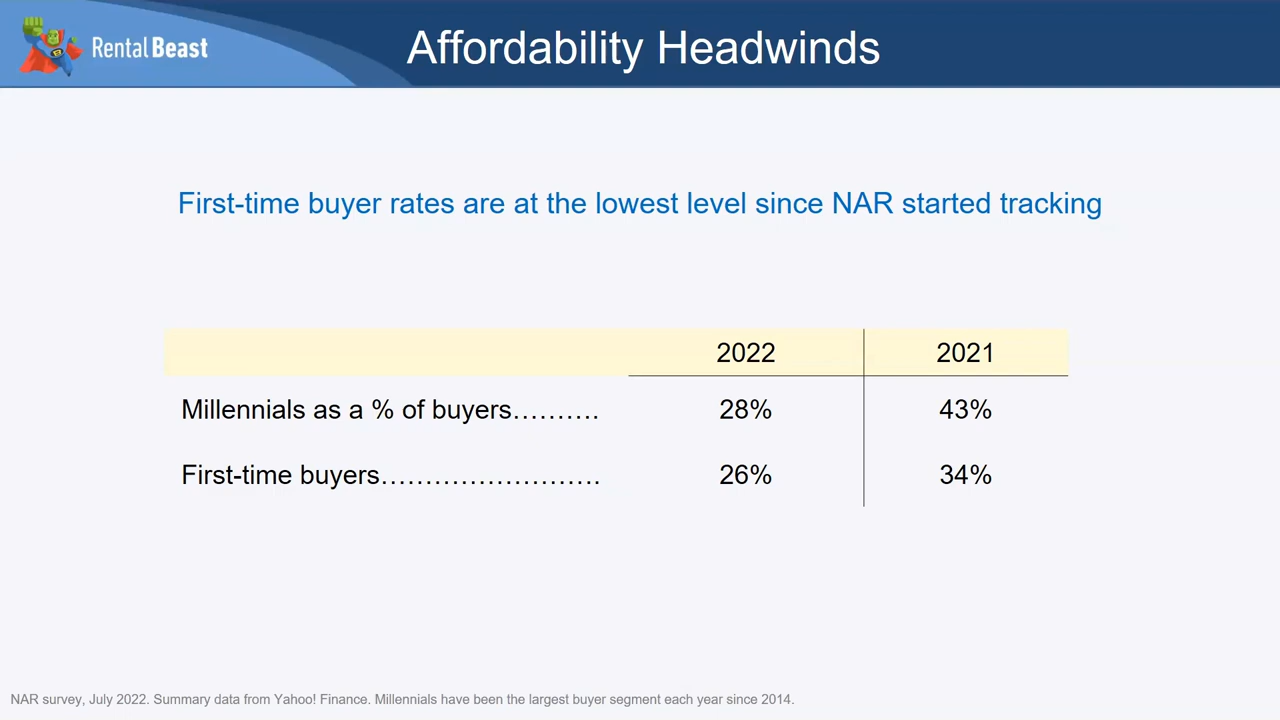 Rental Beast
Affordability Headwinds
First-time buyer rates are at the lowest level since NAR started tracking
2022 2021
Millennials as a % of buyers………. 28% 43%
First-time buyers……………………. 26% 34%
NAR survey, July 2022. Summary data from Yahoo! Finance. Millennials have been the largest buyer segment each year since 2014.